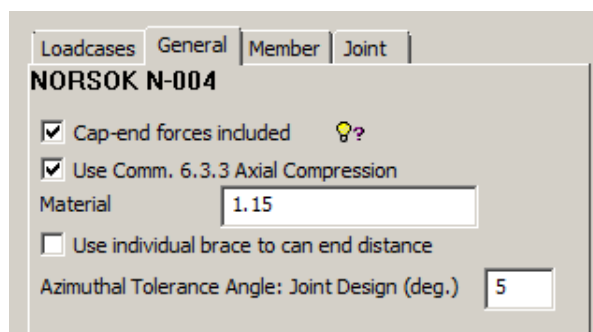 Loadcases General Member Joint
NORSOK N-004
Cap-end forces included ?
Use Comm. 6.3.3 Axial Compression
Material 1.15
Use individual brace to can end distance
Azimuthal Tolerance Angle: Joint Design (deg.) 5